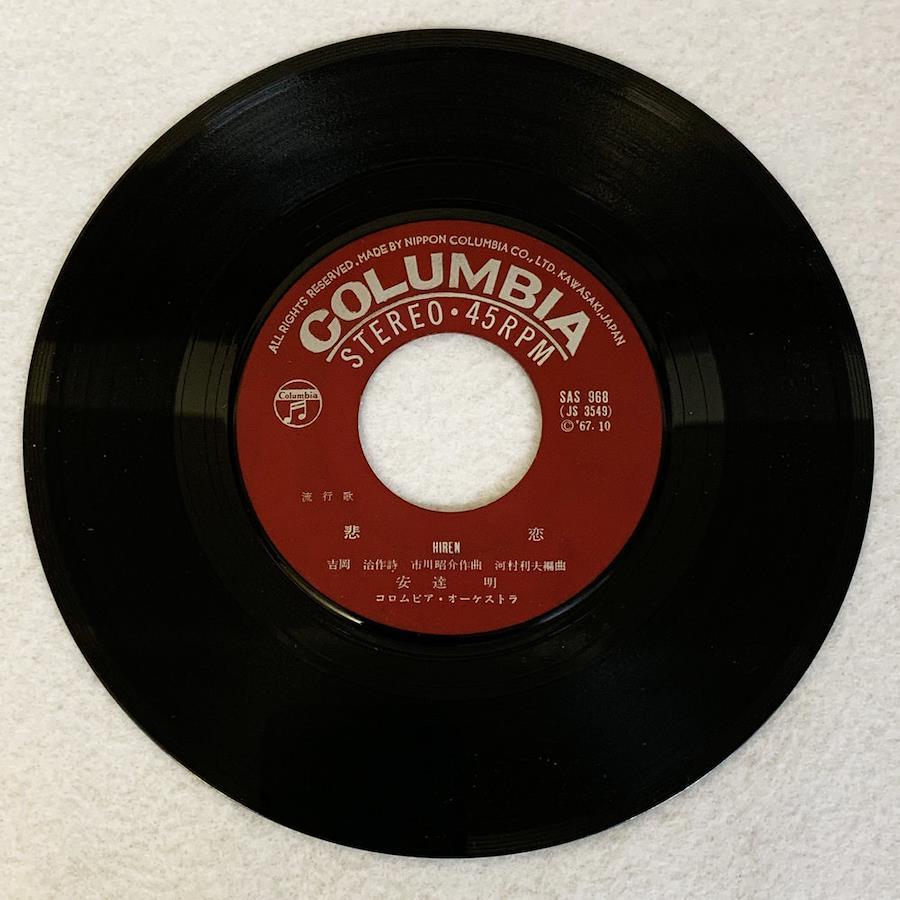 ALL RIGHTS RESERVED. MADE BY NIPPON COLUMBIA CO., LTD. KAWASAKI, JAPAN
COLUMBIA
STEREO・45RPM
Columbia
SAS 968
(JS 3549)
©'67. 10
流行歌
悲恋
HIREN
吉岡 治作詩 市川昭介作曲 河村利夫編曲
安達明
コロムビア・オーケストラ